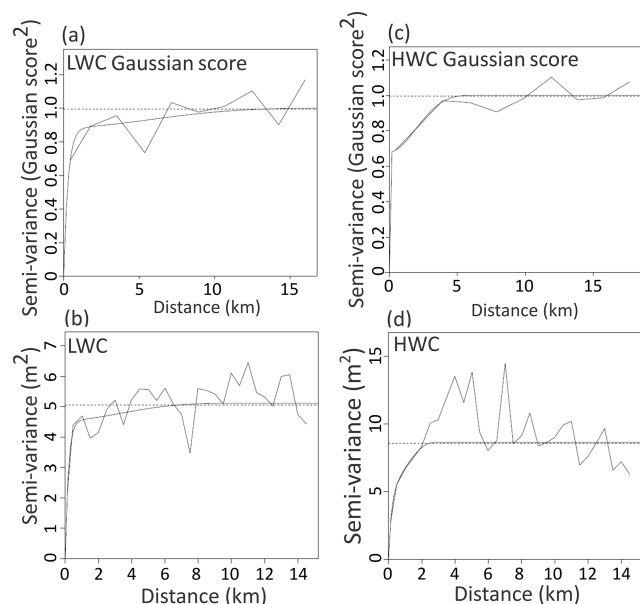 (a)
LWC Gaussian score
Semi-variance (Gaussian score2)
1.2
1.0
0.8
0.6
0.4
0.2
0
0 5 10 15
Distance (km)
(c)
HWC Gaussian score
Semi-variance (Gaussian score2)
1.2
1.0
0.8
0.6
0.4
0.2
0
0 5 10 15
Distance (km)
(b)
LWC
Semi-variance (m2)
7
6
5
4
3
2
1
0
0 2 4 6 8 10 12 14
Distance (km)
(d)
HWC
Semi-variance (m2)
15
10
5
0
0 2 4 6 8 10 12 14
Distance (km)